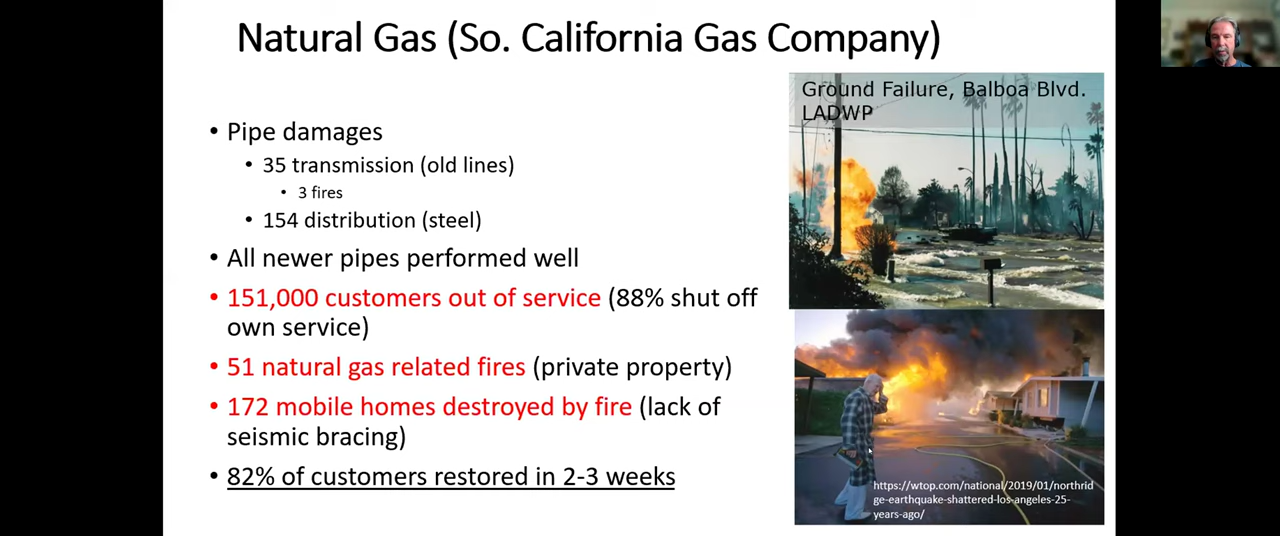 Natural Gas (So. California Gas Company)
• Pipe damages
• 35 transmission (old lines)
• 3 fires
• 154 distribution (steel)
• All newer pipes performed well
• 151,000 customers out of service (88% shut off
own service)
• 51 natural gas related fires (private property)
• 172 mobile homes destroyed by fire (lack of
seismic bracing)
• 82% of customers restored in 2-3 weeks
Ground Failure, Balboa Blvd.
LADWP
https://wtop.com/national/2019/01/northrid
ge-earthquake-shattered-los-angeles-25-
years-ago/